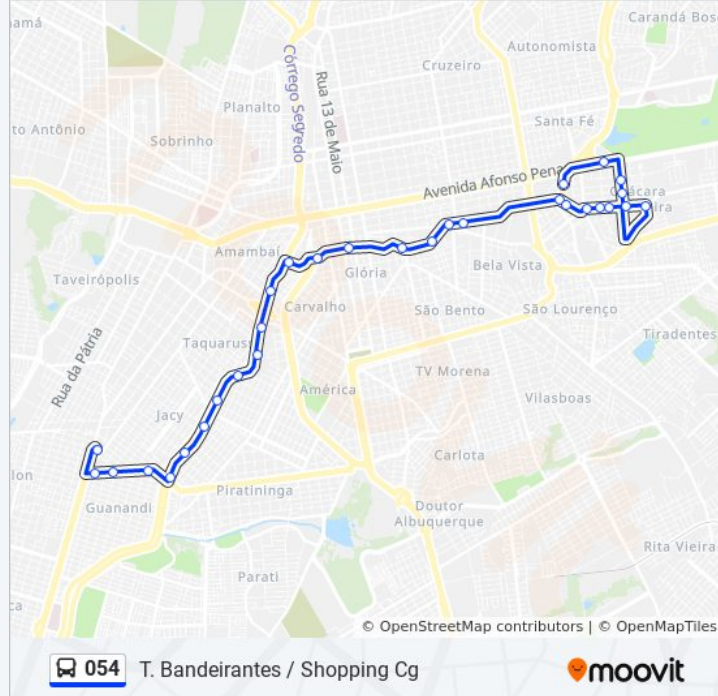 amá
Carandá Bos
Autonomista
Cruzeiro
Córrego Segredo
Rua 13 de Maio
Planalto
Santa Fé
to Antônio
Sobrinho
Avenida Afonso Pena
Amambaí
Glória
Bela Vista
Taveirópolis
Carvalho
São Bento
São Lourenço
Tiradentes
Rua da Pátria
TV Morena
América
Vilasboas
Jacy
Carlota
lon
Piratininga
Guanandi
Doutor
Albuquerque
Rita Vieira
Parati
ca
© OpenStreetMap contributors | © OpenMapTiles
054 T. Bandeirantes / Shopping Cg
moovit